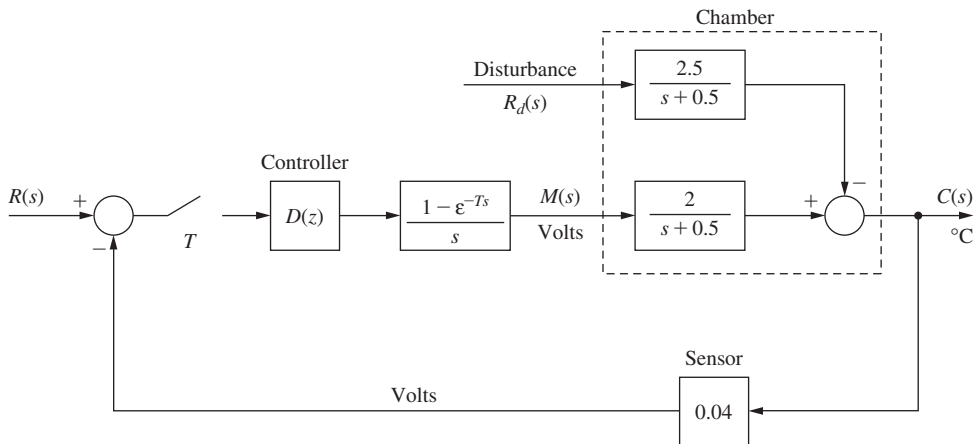 Chamber
Disturbance
R_d(s)
2.5
s + 0.5
−
Controller
R(s)
+
−
T
D(z)
1 − ε^{−Ts}
s
M(s)
Volts
2
s + 0.5
+
C(s)
°C
Sensor
Volts
0.04